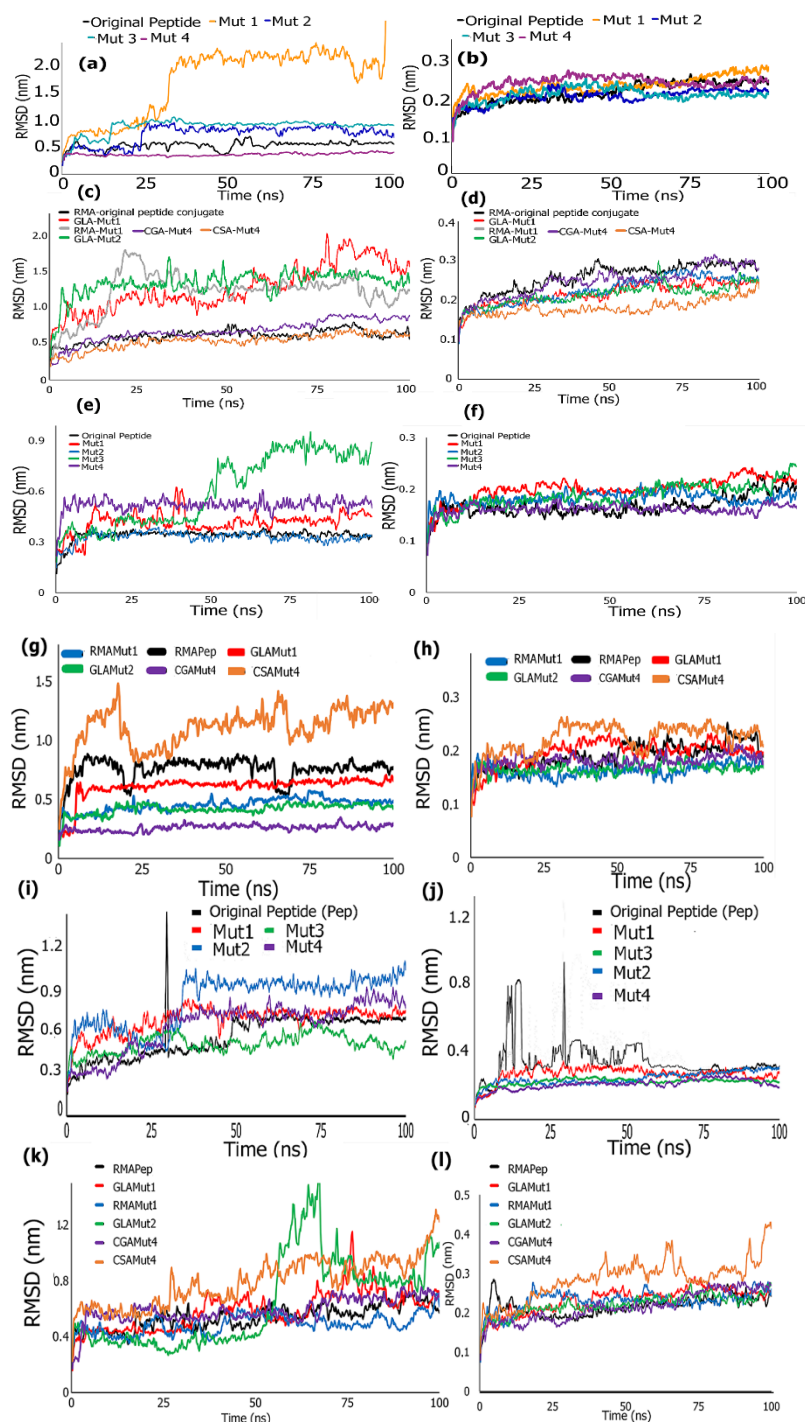 Original Peptide Mut 1 Mut 2
Mut 3 Mut 4
(a)
RMSD (nm)
2.0
1.5
1.0
0.5
0
0 25 50 75 100
Time (ns)
Original Peptide Mut 1 Mut 2
Mut 3 Mut 4
(b)
RMSD (nm)
0.3
0.2
0.1
0
0 25 50 75 100
Time (ns)
(c)
RMA-original peptide conjugate
GLA-Mut1
RMA-Mut1 CGA-Mut4 CSA-Mut4
GLA-Mut2
RMSD (nm)
2.0
1.5
1.0
0.5
0
0 25 50 75 100
Time (ns)
(d)
RMA-original peptide conjugate
GLA-Mut1
RMA-Mut1 CGA-Mut4 CSA-Mut4
GLA-Mut2
RMSD (nm)
0.4
0.3
0.2
0.1
0
0 25 50 75 100
Time (ns)
(e)
Original Peptide
Mut1
Mut2
Mut3
Mut4
RMSD (nm)
0.9
0.6
0.3
0
0 25 50 75 100
Time (ns)
(f)
Original Peptide
Mut1
Mut2
Mut3
Mut4
RMSD (nm)
0.3
0.2
0.1
0
0 25 50 75 100
Time (ns)
(g)
RMAMut1 RMAPep GLAMut1
GLAMut2 CGAMut4 CSAMut4
RMSD (nm)
1.5
1.0
0.5
0
0 25 50 75 100
Time (ns)
(h)
RMAMut1 RMAPep GLAMut1
GLAMut2 CGAMut4 CSAMut4
RMSD (nm)
0.3
0.2
0.1
0
0 25 50 75 100
Time (ns)
(i)
Original Peptide (Pep)
Mut1 Mut3
Mut2 Mut4
RMSD (nm)
1.2
0.9
0.6
0.3
0
0 25 50 75 100
Time (ns)
(j)
Original Peptide (Pep)
Mut1
Mut3
Mut2
Mut4
RMSD (nm)
1.2
0.8
0.4
0
0 25 50 75 100
Time (ns)
(k)
RMAPep
GLAMut1
RMAMut1
GLAMut2
CGAMut4
CSAMut4
RMSD (nm)
1.2
0.8
0.4
0
0 25 50 75 100
Time (ns)
(l)
RMAPep
GLAMut1
RMAMut1
GLAMut2
CGAMut4
CSAMut4
RMSD (nm)
0.5
0.4
0.3
0.2
0.1
0
0 25 50 75 100
Time (ns)